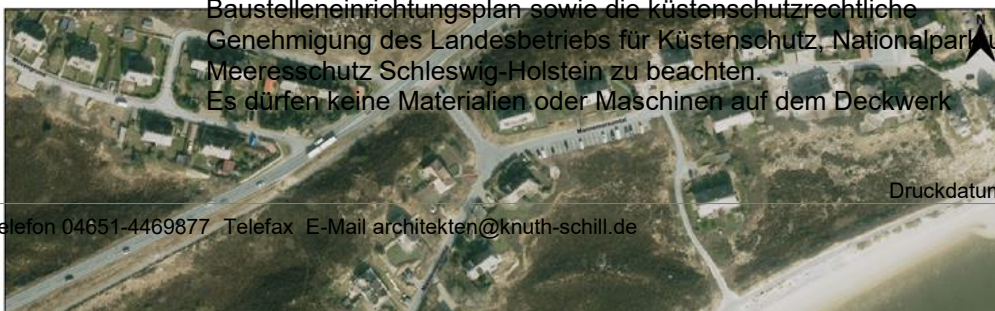 Baustelleneinrichtungsplan sowie die küstenschutzrechtliche
N
Genehmigung des Landesbetriebs für Küstenschutz, Nationalpark
Meeresschutz Schleswig-Holstein zu beachten.
Es dürfen keine Materialien oder Maschinen auf dem Deckwerk
Druckdatum
elefon 04651-4469877 Telefax E-Mail architekten@knuth-schill.de